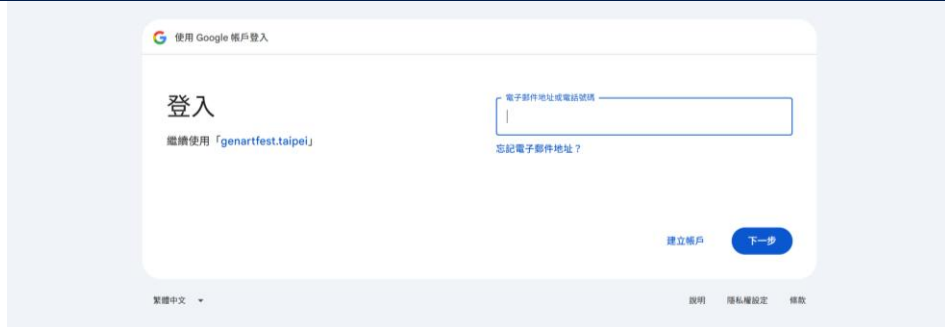 使用 Google 帳戶登入
登入
繼續使用「genartfest.taipei」
電子郵件地址或電話號碼
忘記電子郵件地址？
建立帳戶
下一步
繁體中文
說明
隱私權設定
條款